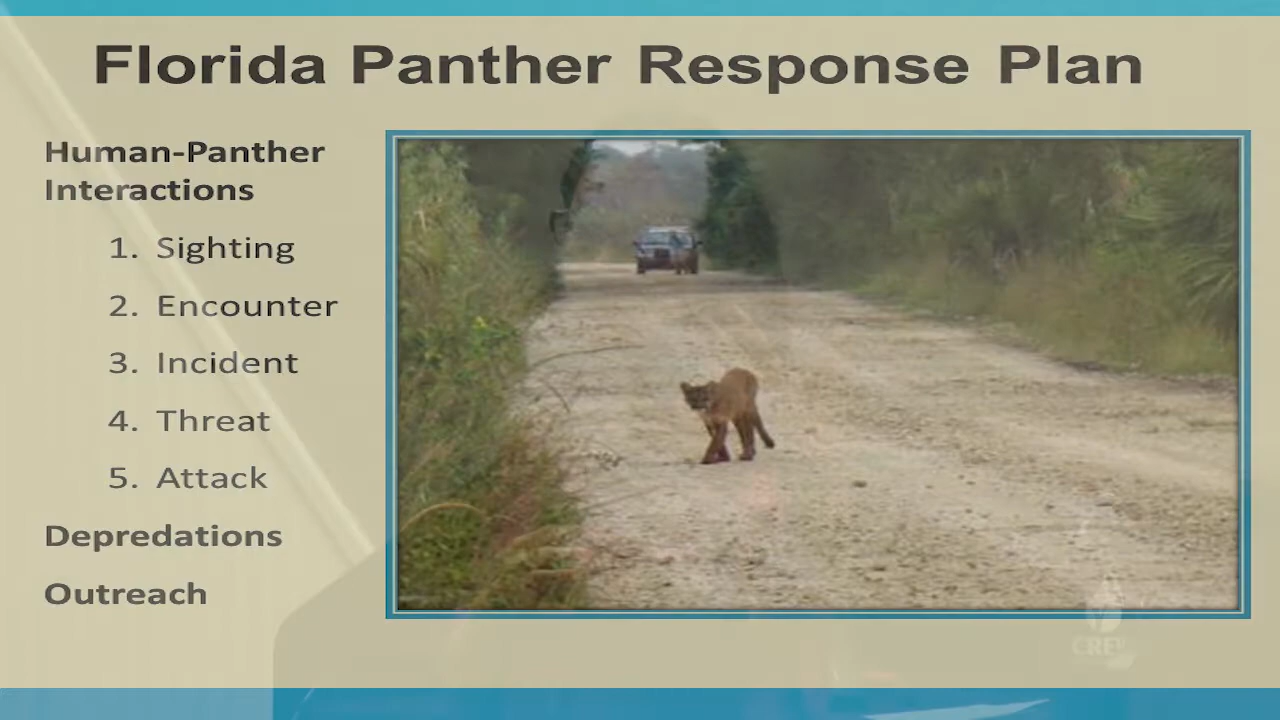 Florida Panther Response Plan
Human-Panther
Interactions
1. Sighting
2. Encounter
3. Incident
4. Threat
5. Attack
Depredations
Outreach